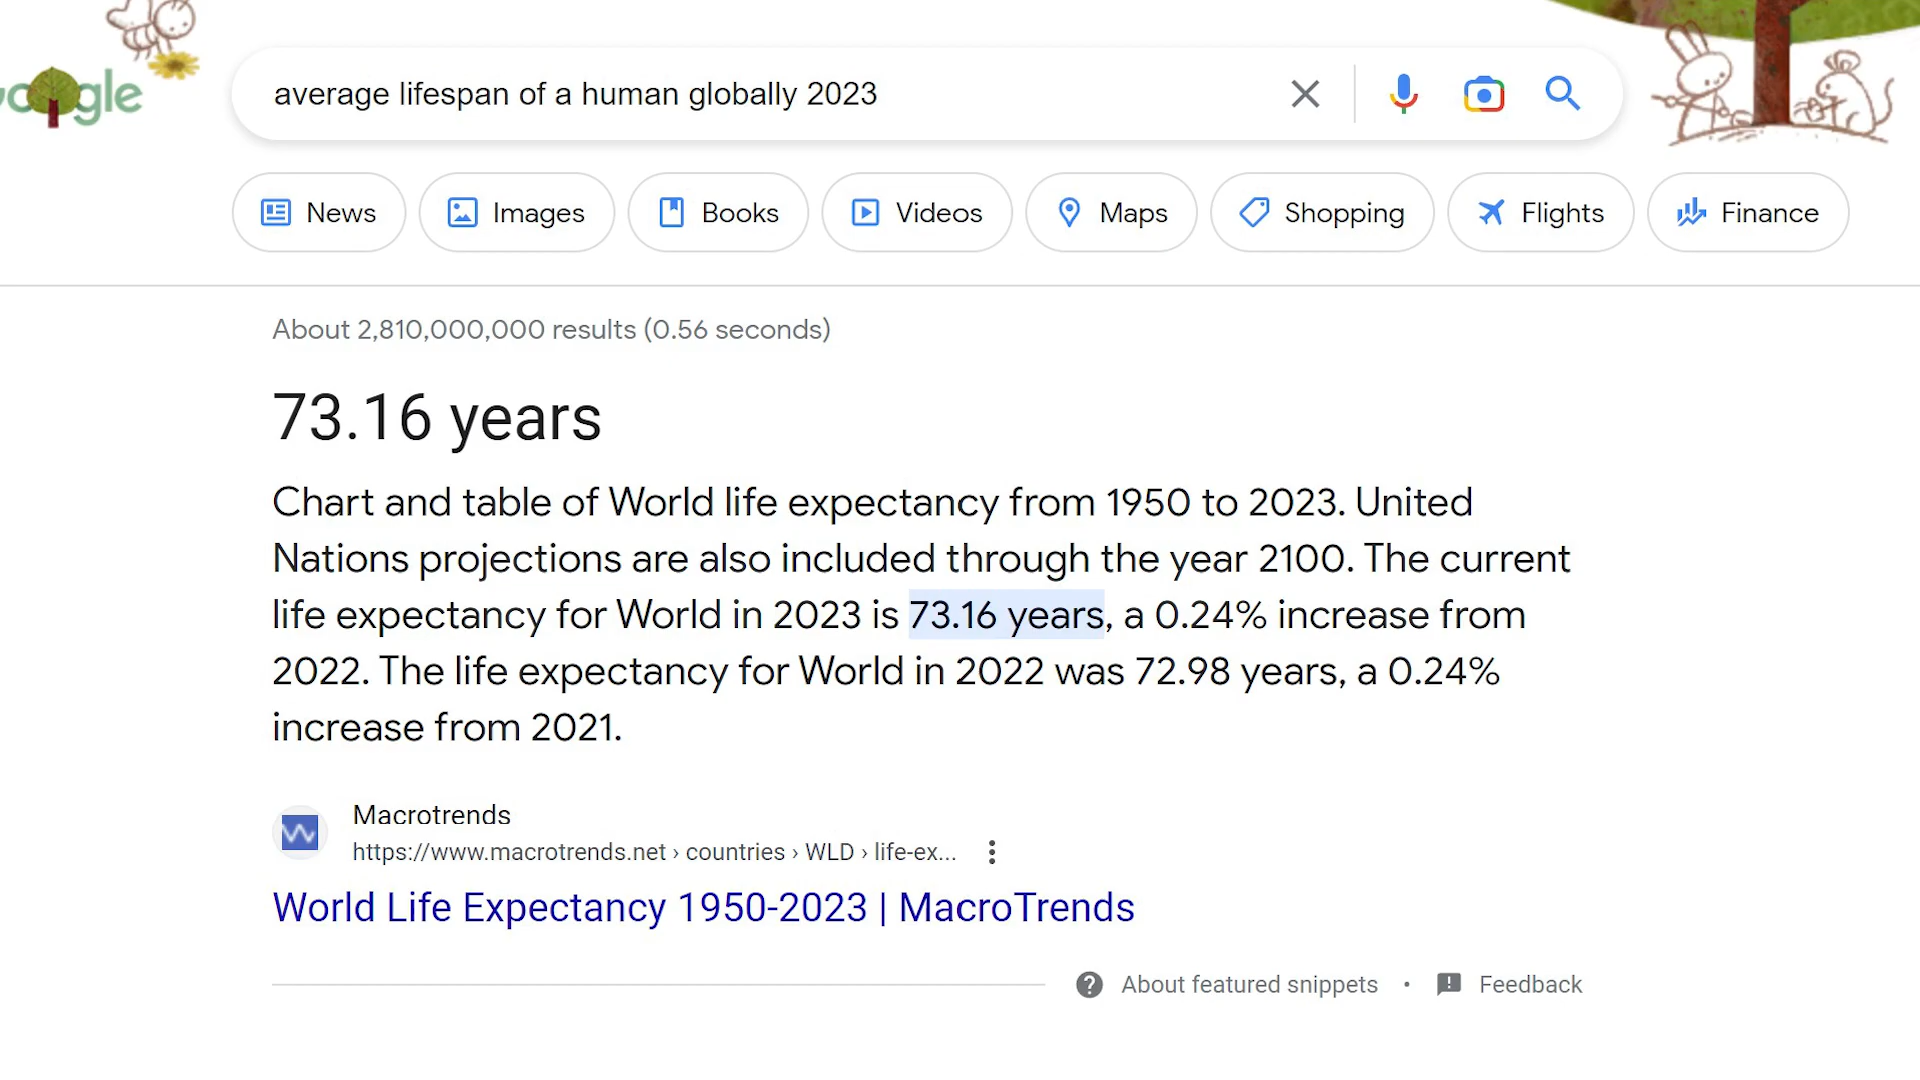 average lifespan of a human globally 2023
News Images Books Videos Maps Shopping Flights Finance
About 2,810,000,000 results (0.56 seconds)
73.16 years
Chart and table of World life expectancy from 1950 to 2023. United
Nations projections are also included through the year 2100. The current
life expectancy for World in 2023 is 73.16 years, a 0.24% increase from
2022. The life expectancy for World in 2022 was 72.98 years, a 0.24%
increase from 2021.
Macrotrends
https://www.macrotrends.net › countries › WLD › life-ex...
World Life Expectancy 1950-2023 | MacroTrends
About featured snippets • Feedback